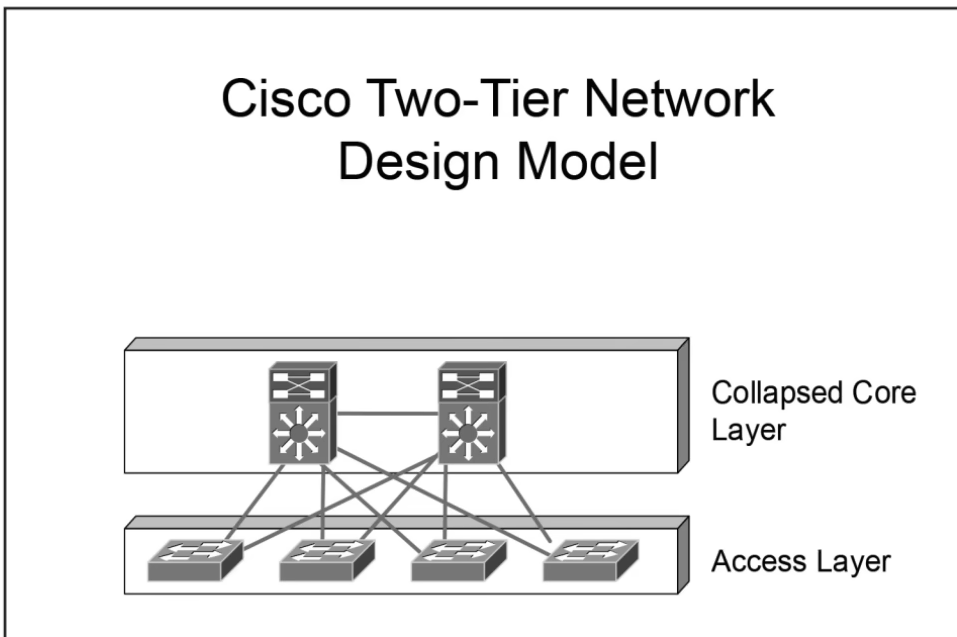 Cisco Two-Tier Network
Design Model
Collapsed Core
Layer
Access Layer